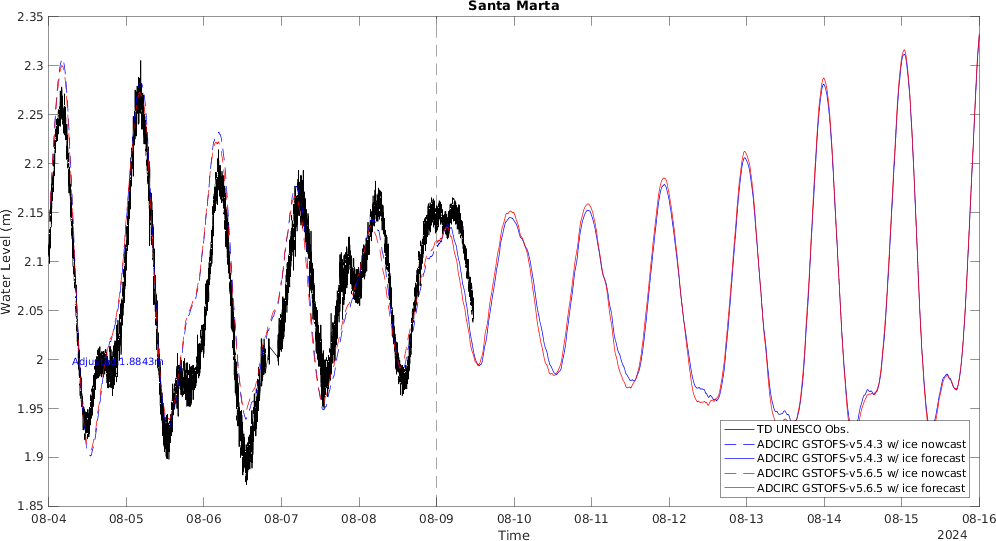 Santa Marta
2.35
2.3
2.25
2.2
2.15
2.1
2.05
2
1.95
1.9
1.85
Water Level (m)
1.8843m
TD UNESCO Obs.
ADCIRC GSTOFS-v5.4.3 w/ ice nowcast
ADCIRC GSTOFS-v5.4.3 w/ ice forecast
ADCIRC GSTOFS-v5.6.5 w/ ice nowcast
ADCIRC GSTOFS-v5.6.5 w/ ice forecast
08-04 08-05 08-06 08-07 08-08 08-09 08-10 08-11 08-12 08-13 08-14 08-15 08-16
Time
2024